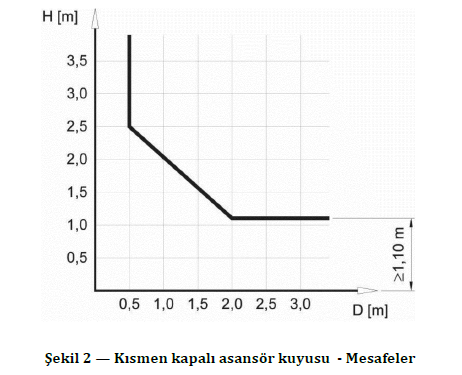 H [m]
3,5
3,0
2,5
2,0
1,5
1,0
0,5
0,5 1,0 1,5 2,0 2,5 3,0
D [m]
≥1,10 m
Şekil 2 — Kısmen kapalı asansör kuyusu - Mesafeler